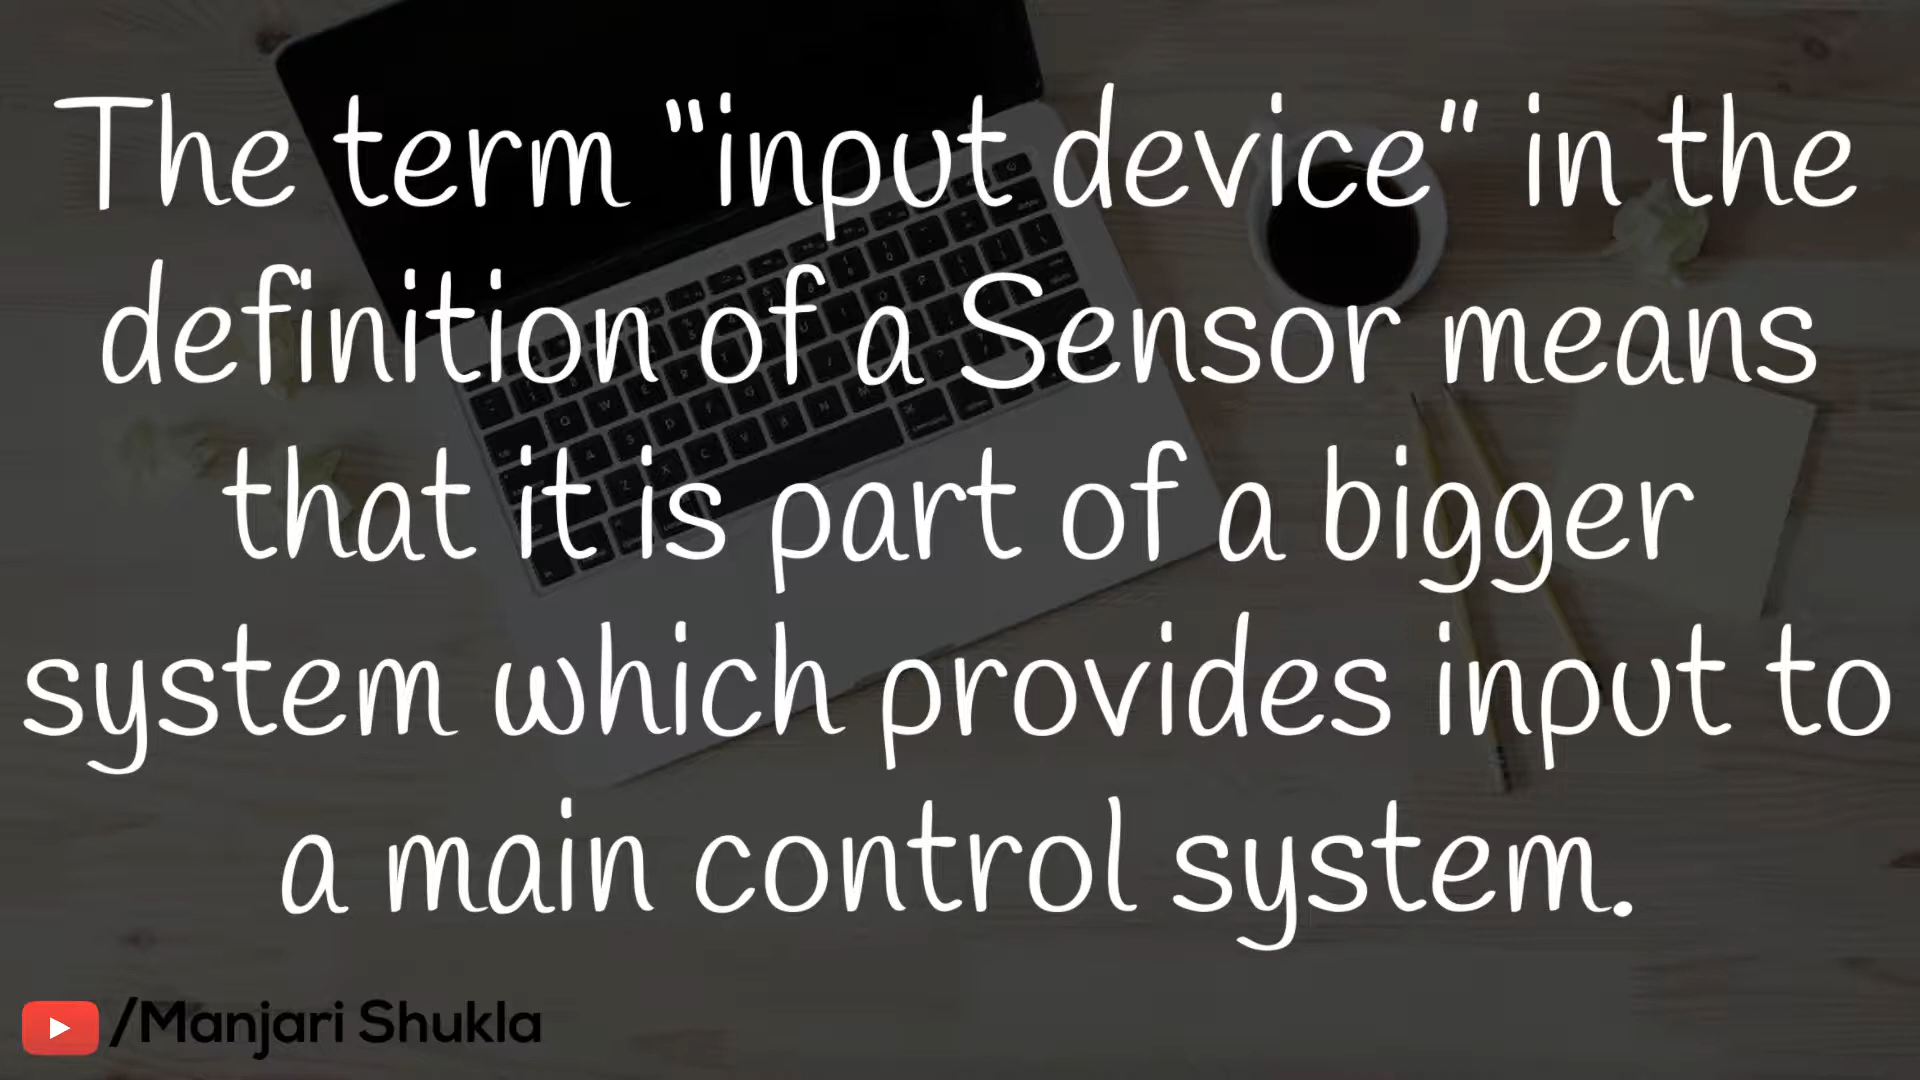 The term "input device" in the
definition of a Sensor means
that it is part of a bigger
system which provides input to
a main control system.
/Manjari Shukla